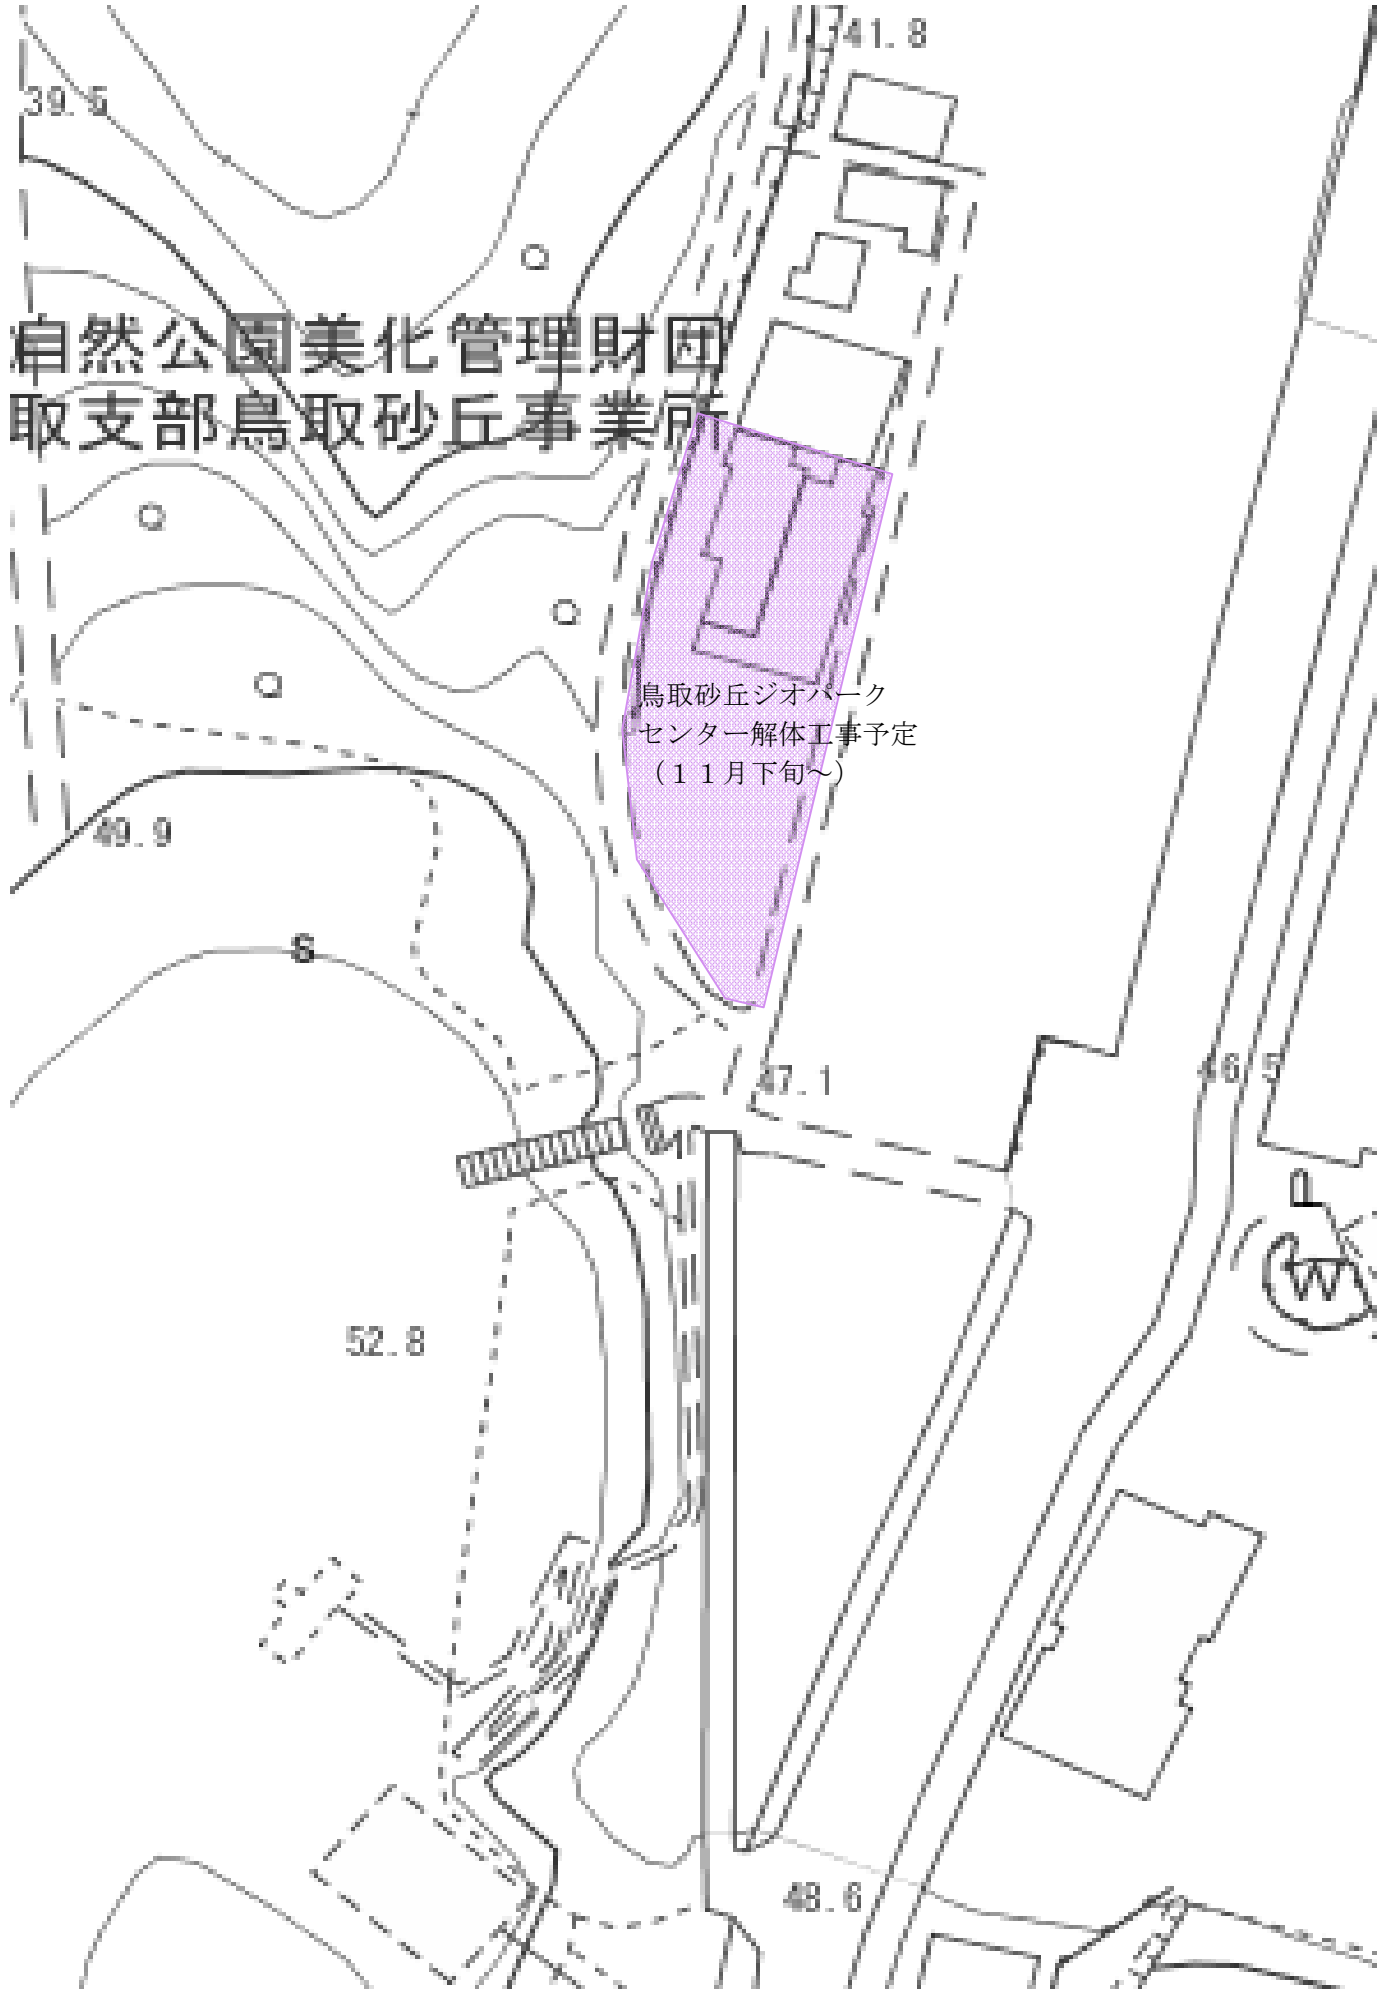 41.8
39.5
自然公園美化管理財団
取支部鳥取砂丘事業所
鳥取砂丘ジオパーク
センター解体工事予定
（１１月下旬～）
49.9
S
47.1
46.5
P
W
52.8
48.6